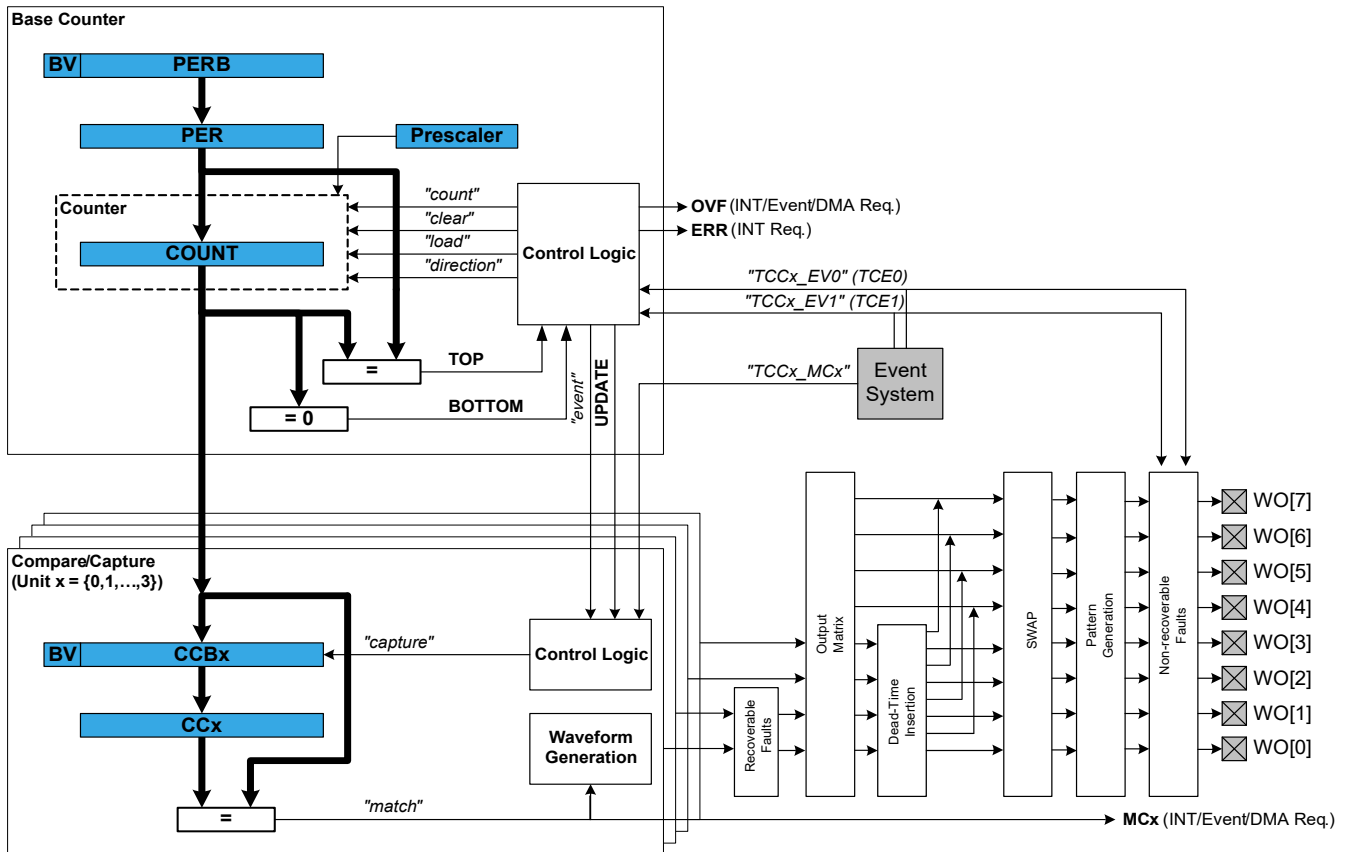 Base Counter
BV
PERB
PER
Prescaler
Counter
COUNT
"count"
"clear"
"load"
"direction"
Control Logic
OVF (INT/Event/DMA Req.)
ERR (INT Req.)
"TCCx_EV0" (TCE0)
"TCCx_EV1" (TCE1)
"TCCx_MCx"
Event
System
=
TOP
= 0
BOTTOM
"event"
UPDATE
Compare/Capture
(Unit x = {0,1,…,3})
BV
CCBx
"capture"
Control Logic
CCx
Waveform
Generation
=
"match"
Recoverable
Faults
Output
Matrix
Dead-Time
Insertion
SWAP
Pattern
Generation
Non-recoverable
Faults
WO[7]
WO[6]
WO[5]
WO[4]
WO[3]
WO[2]
WO[1]
WO[0]
MCx (INT/Event/DMA Req.)